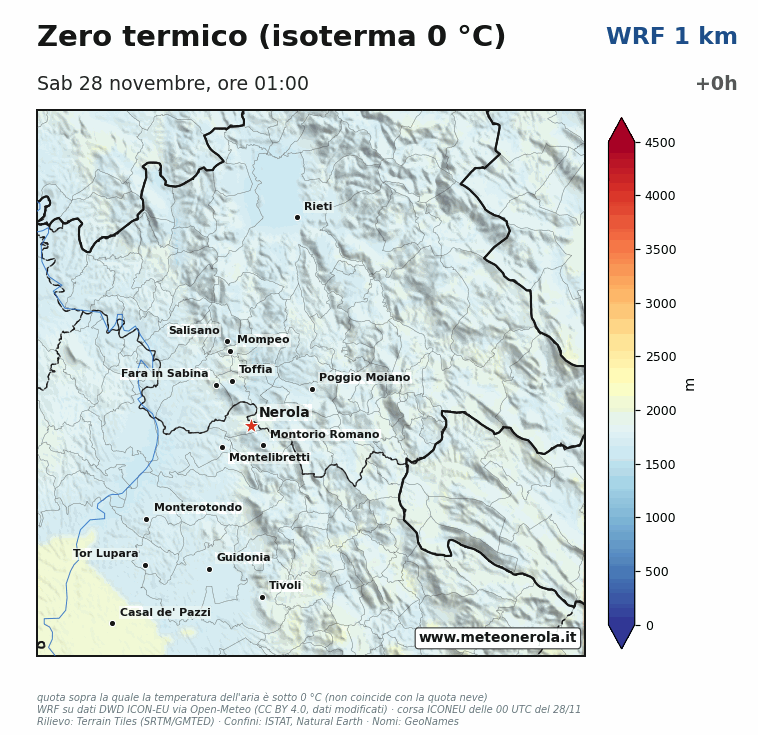 Zero termico (isoterma 0 °C)
WRF 1 km
Sab 28 novembre, ore 01:00
+0h
4500
4000
3500
3000
2500
2000
1500
1000
500
0
m
Rieti
Salisano
Mompeo
Fara in Sabina
Toffia
Poggio Moiano
Nerola
Montorio Romano
Montelibretti
Monterotondo
Tor Lupara
Guidonia
Tivoli
Casal de' Pazzi
www.meteonerola.it
quota sopra la quale la temperatura dell'aria è sotto 0 °C (non coincide con la quota neve)
WRF su dati DWD ICON-EU via Open-Meteo (CC BY 4.0, dati modificati) · corsa ICONEU delle 00 UTC del 28/11
Rilievo: Terrain Tiles (SRTM/GMTED) · Confini: ISTAT, Natural Earth · Nomi: GeoNames